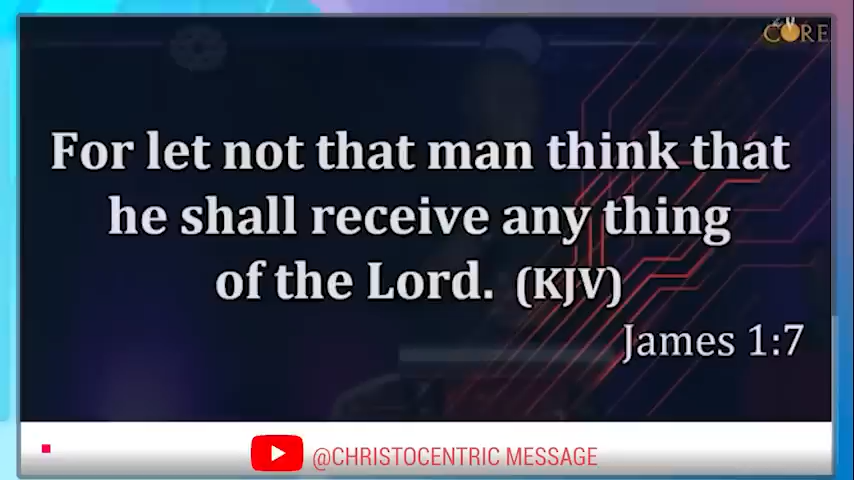 CORE
For let not that man think that
he shall receive any thing
of the Lord. (KJV)
James 1:7
@CHRISTOCENTRIC MESSAGE